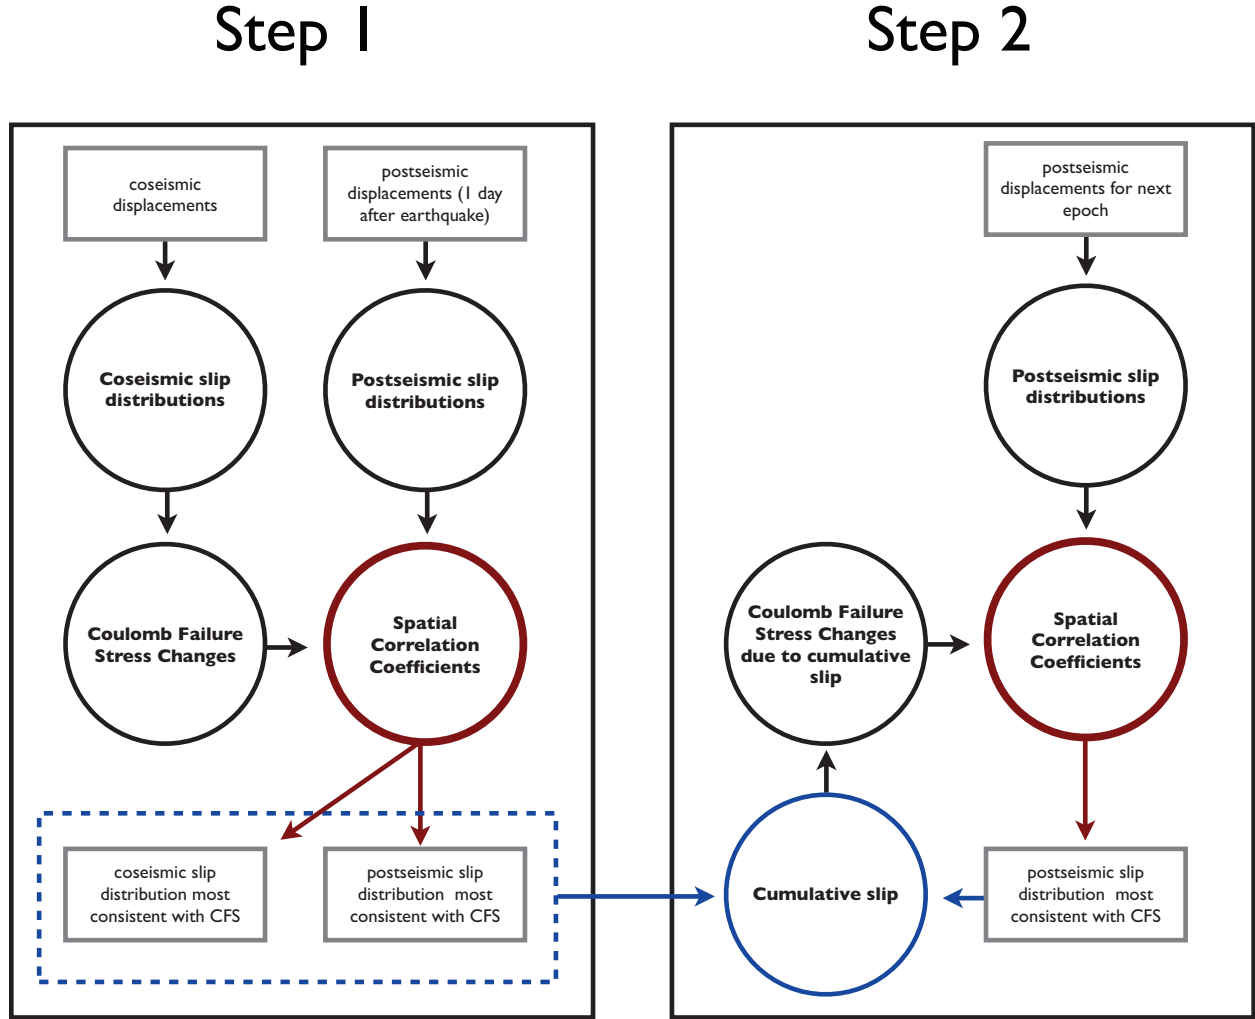 Step 1
Step 2
coseismic
displacements
postseismic
displacements (1 day
after earthquake)
Coseismic slip
distributions
Postseismic slip
distributions
Coulomb Failure
Stress Changes
Spatial
Correlation
Coefficients
coseismic slip
distribution most
consistent with CFS
postseismic slip
distribution most
consistent with CFS
postseismic
displacements for next
epoch
Postseismic slip
distributions
Coulomb Failure
Stress Changes
due to cumulative
slip
Spatial
Correlation
Coefficients
Cumulative slip
postseismic slip
distribution most
consistent with CFS